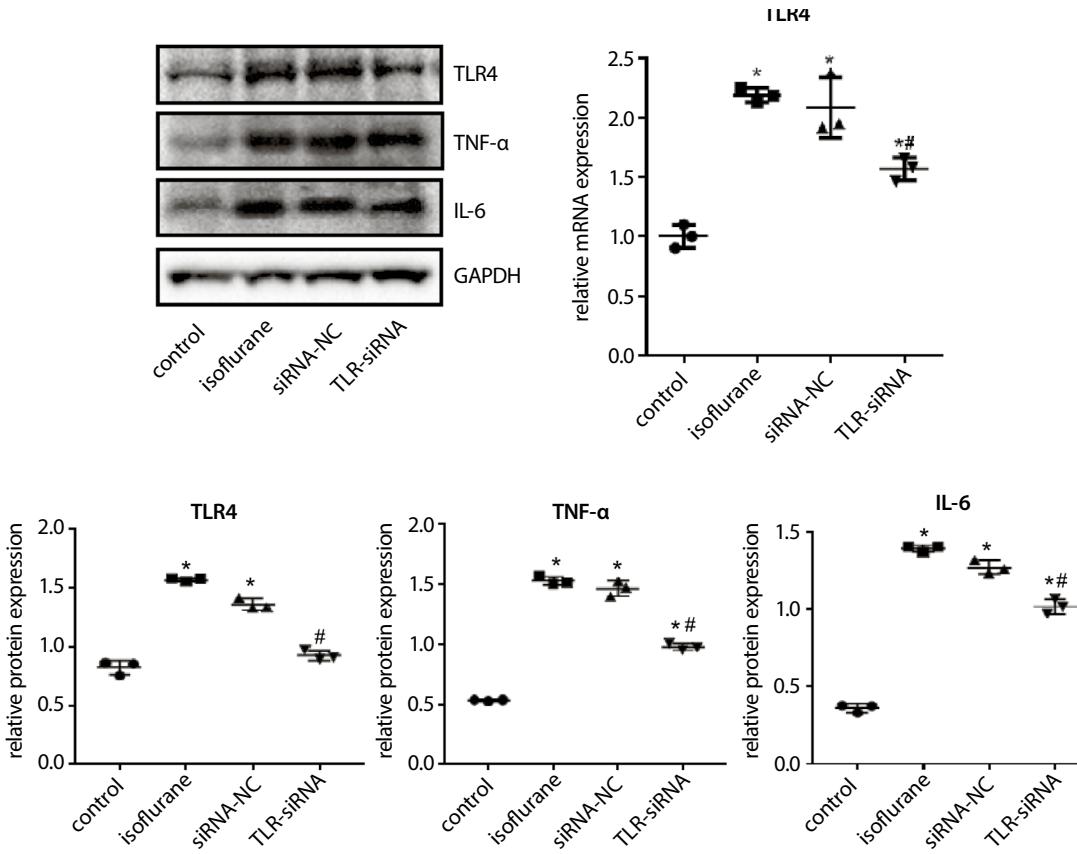 TLR4
TNF-α
IL-6
GAPDH
control
isoflurane
siRNA-NC
TLR-siRNA
TLR4
relative mRNA expression
2.5
2.0
1.5
1.0
0.5
0.0
*
*
*#
control
isoflurane
siRNA-NC
TLR-siRNA
TLR4
relative protein expression
2.0
1.5
1.0
0.5
0.0
*
*
#
control
isoflurane
siRNA-NC
TLR-siRNA
TNF-α
relative protein expression
2.0
1.5
1.0
0.5
0.0
*
*
*#
control
isoflurane
siRNA-NC
TLR-siRNA
IL-6
relative protein expression
1.5
1.0
0.5
0.0
*
*
*#
control
isoflurane
siRNA-NC
TLR-siRNA